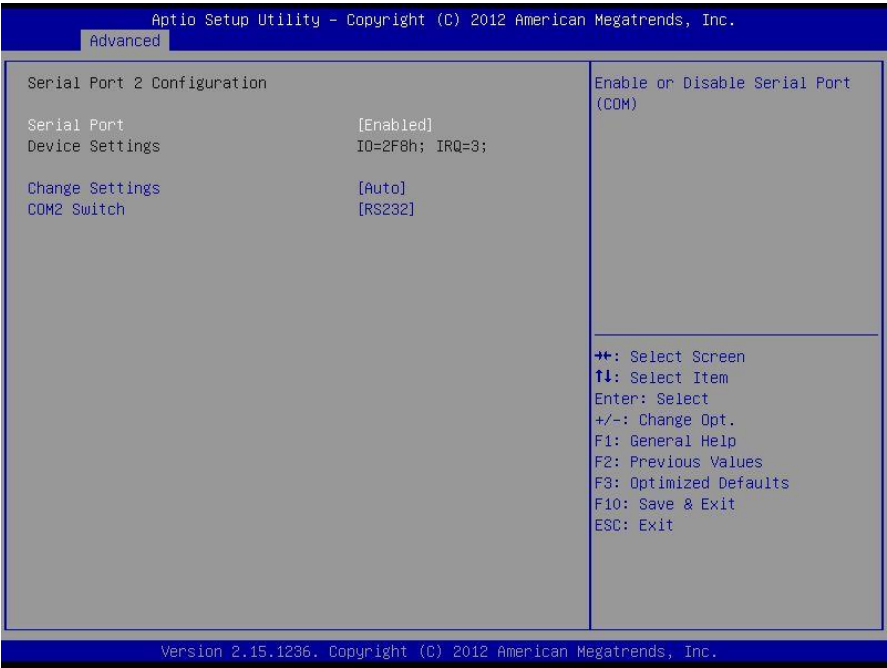 Aptio Setup Utility – Copyright (C) 2012 American Megatrends, Inc.
Advanced
Serial Port 2 Configuration
Serial Port [Enabled]
Device Settings IO=2F8h; IRQ=3;
Change Settings [Auto]
COM2 Switch [RS232]
Enable or Disable Serial Port
(COM)
→←: Select Screen
↑↓: Select Item
Enter: Select
+/-: Change Opt.
F1: General Help
F2: Previous Values
F3: Optimized Defaults
F10: Save & Exit
ESC: Exit
Version 2.15.1236. Copyright (C) 2012 American Megatrends, Inc.